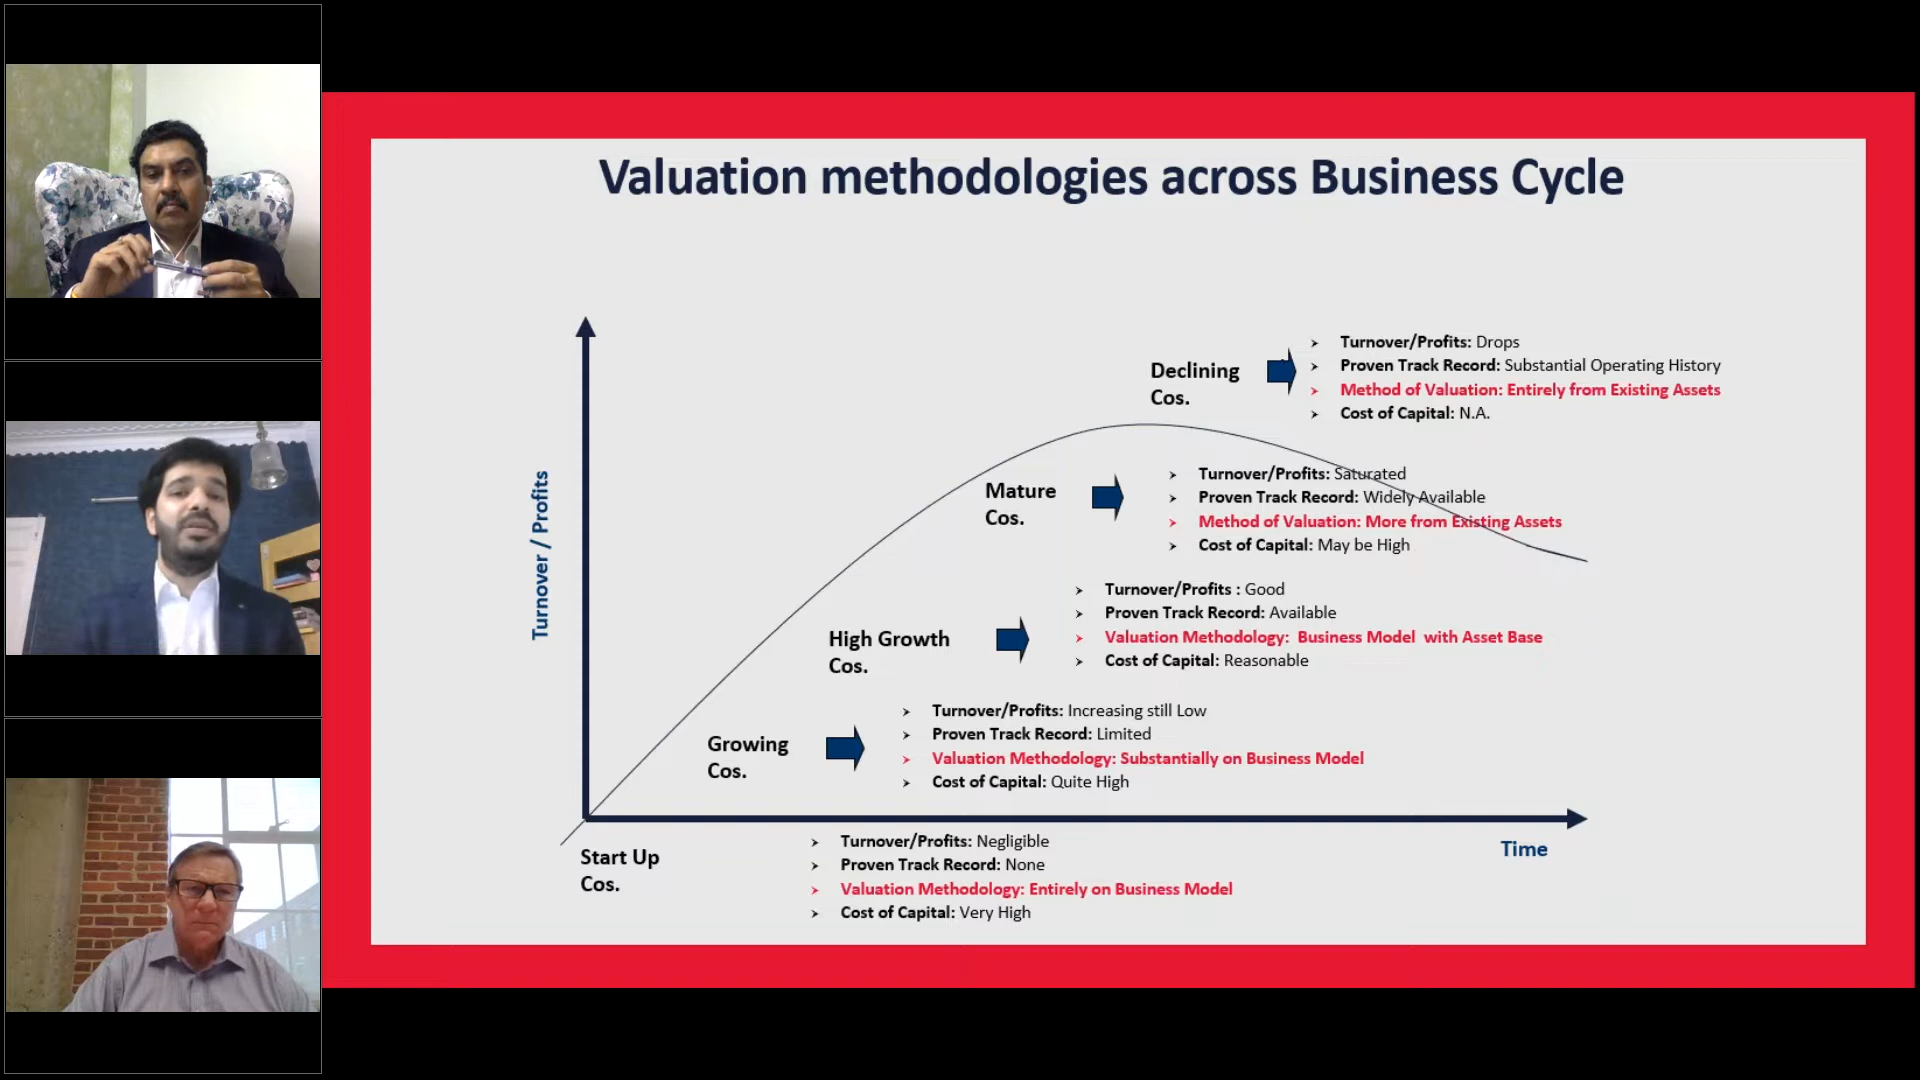 Valuation methodologies across Business Cycle
Turnover / Profits
Declining
Cos.
➢ Turnover/Profits: Drops
➢ Proven Track Record: Substantial Operating History
➢ Method of Valuation: Entirely from Existing Assets
➢ Cost of Capital: N.A.
Mature
Cos.
➢ Turnover/Profits: Saturated
➢ Proven Track Record: Widely Available
➢ Method of Valuation: More from Existing Assets
➢ Cost of Capital: May be High
High Growth
Cos.
➢ Turnover/Profits : Good
➢ Proven Track Record: Available
➢ Valuation Methodology: Business Model with Asset Base
➢ Cost of Capital: Reasonable
Growing
Cos.
➢ Turnover/Profits: Increasing still Low
➢ Proven Track Record: Limited
➢ Valuation Methodology: Substantially on Business Model
➢ Cost of Capital: Quite High
Time
Start Up
Cos.
➢ Turnover/Profits: Negligible
➢ Proven Track Record: None
➢ Valuation Methodology: Entirely on Business Model
➢ Cost of Capital: Very High